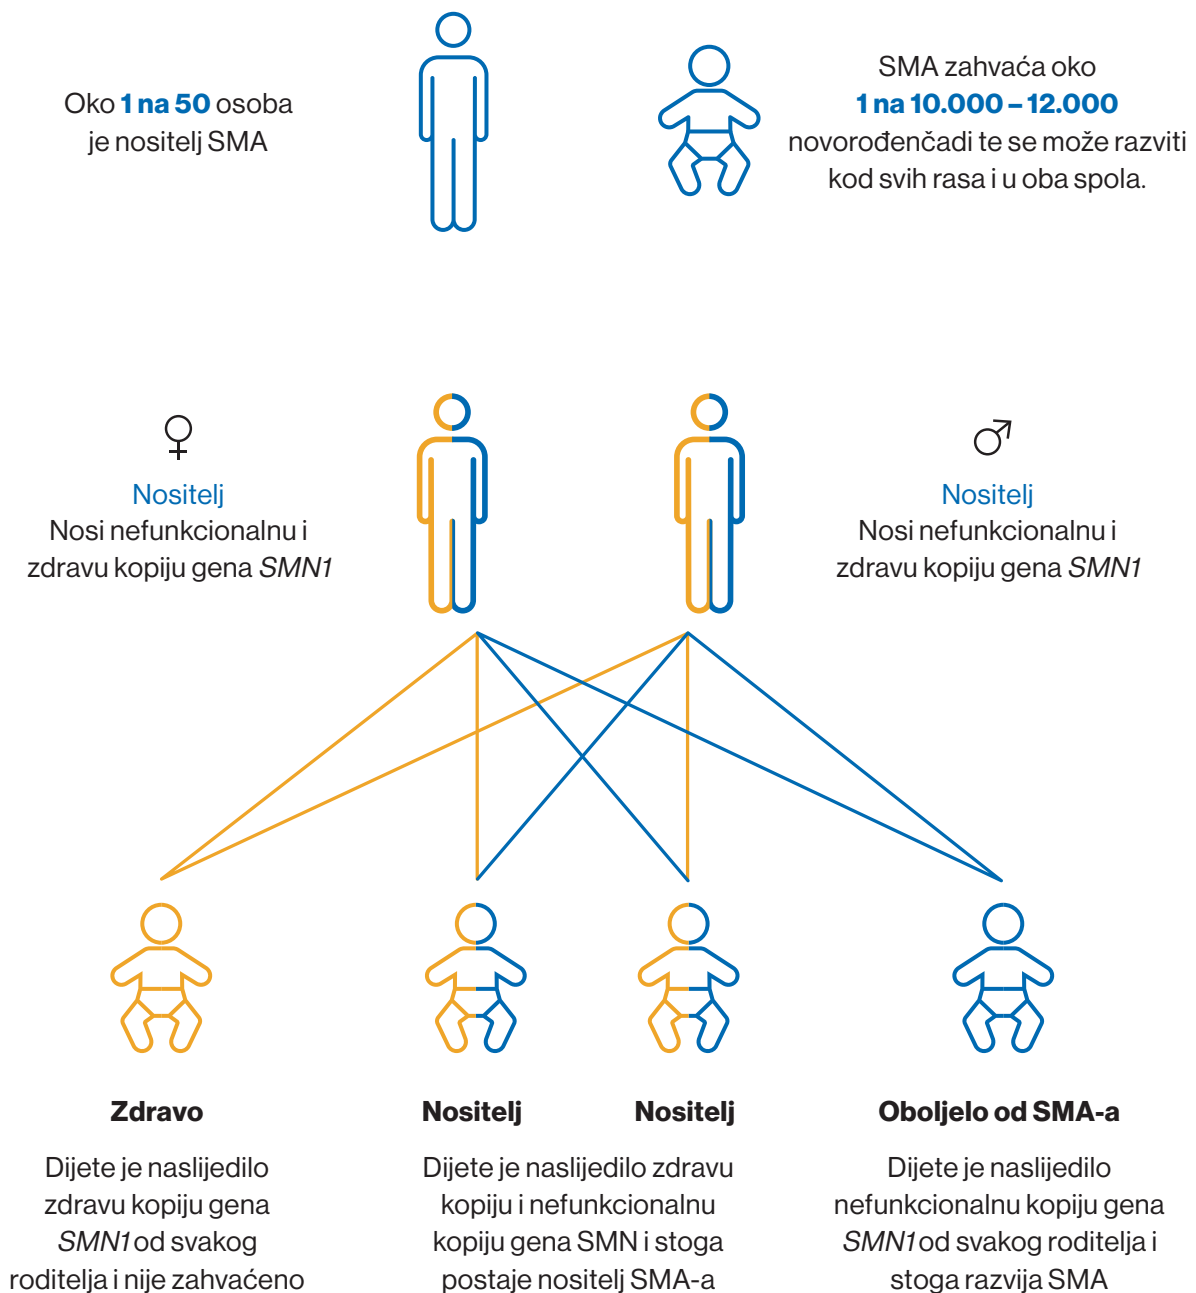 Oko 1 na 50 osoba
je nositelj SMA
SMA zahvaća oko
1 na 10.000 – 12.000
novorođenčadi te se može razviti
kod svih rasa i u oba spola.
Nositelj
Nosi nefunkcionalnu i
zdravu kopiju gena SMN1
Nositelj
Nosi nefunkcionalnu i
zdravu kopiju gena SMN1
Zdravo
Dijete je naslijedilo
zdravu kopiju gena
SMN1 od svakog
roditelja i nije zahvaćeno
Nositelj
Nositelj
Dijete je naslijedilo zdravu
kopiju i nefunkcionalnu
kopiju gena SMN i stoga
postaje nositelj SMA-a
Oboljelo od SMA-a
Dijete je naslijedilo
nefunkcionalnu kopiju gena
SMN1 od svakog roditelja i
stoga razvija SMA